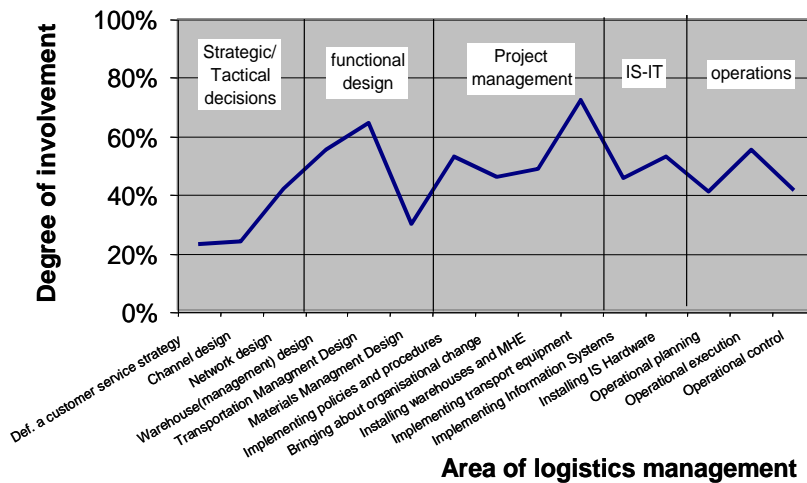 100%
80%
60%
40%
20%
0%
Degree of involvement
Strategic/
Tactical
decisions
functional
design
Project
management
IS-IT
operations
Def. a customer service strategy
Channel design
Network design
Warehouse(management) design
Transportation Managment Design
Materials Managment Design
Implementing policies and procedures
Bringing about organisational change
Installing warehouses and MHE
Implementing transport equipment
Implementing Information Systems
Installing IS Hardware
Operational planning
Operational execution
Operational control
Area of logistics management